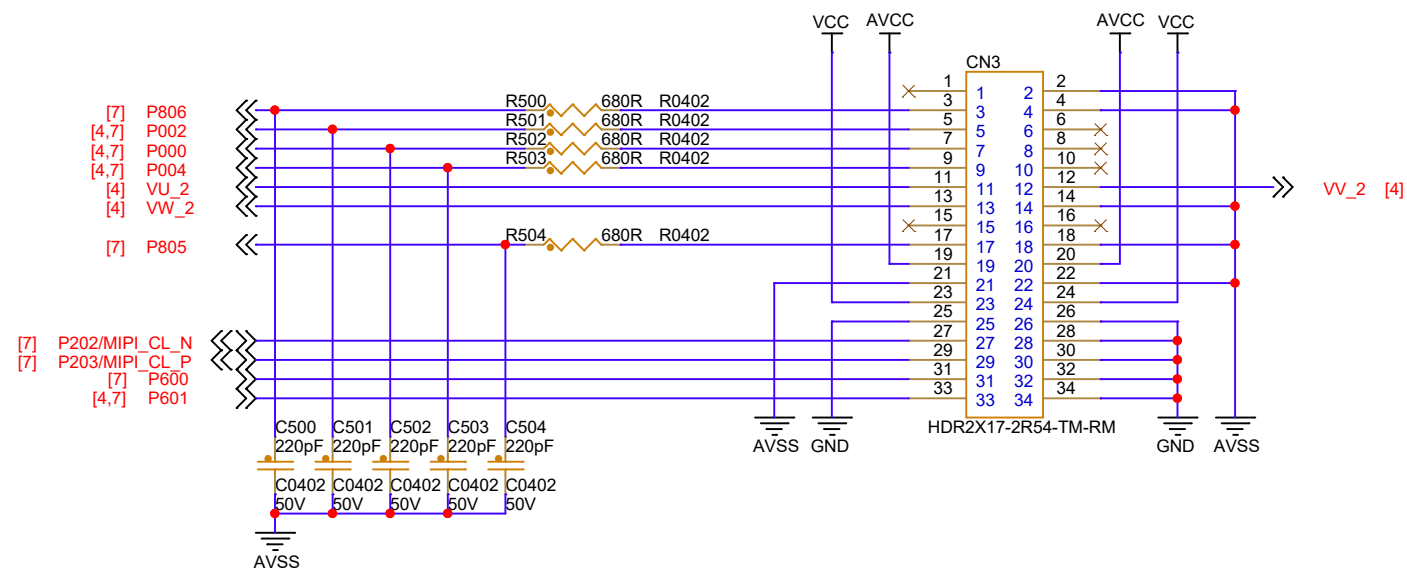 VCC AVCC AVCC VCC
CN3
1 1 2 2
[7] P806 R500 680R R0402 3 3 4 4
[4,7] P002 R501 680R R0402 5 5 6 6
[4,7] P000 R502 680R R0402 7 7 8 8
[4,7] P004 R503 680R R0402 9 9 10 10
[4] VU_2 11 11 12 12 VV_2 [4]
[4] VW_2 13 13 14 14
15 15 16 16
[7] P805 R504 680R R0402 17 17 18 18
19 19 20 20
21 21 22 22
23 23 24 24
25 25 26 26
[7] P202/MIPI_CL_N 27 27 28 28
[7] P203/MIPI_CL_P 29 29 30 30
[7] P600 31 31 32 32
[4,7] P601 33 33 34 34
C500 C501 C502 C503 C504 HDR2X17-2R54-TM-RM
220pF 220pF 220pF 220pF 220pF AVSS GND GND AVSS
C0402 C0402 C0402 C0402 C0402
50V 50V 50V 50V 50V
AVSS